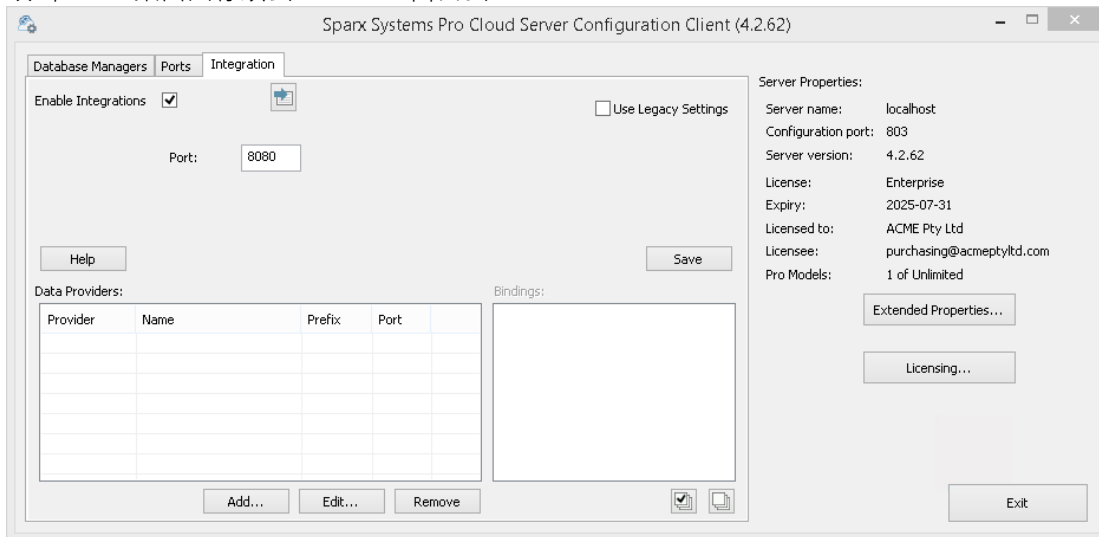 Sparx Systems Pro Cloud Server Configuration Client (4.2.62)
Database Managers
Ports
Integration
Enable Integrations
Use Legacy Settings
Port:
8080
Help
Save
Data Providers:
Bindings:
Provider
Name
Prefix
Port
Add...
Edit...
Remove
Server Properties:
Server name: localhost
Configuration port: 803
Server version: 4.2.62
License: Enterprise
Expiry: 2025-07-31
Licensed to: ACME Pty Ltd
Licensee: purchasing@acmeptyltd.com
Pro Models: 1 of Unlimited
Extended Properties...
Licensing...
Exit